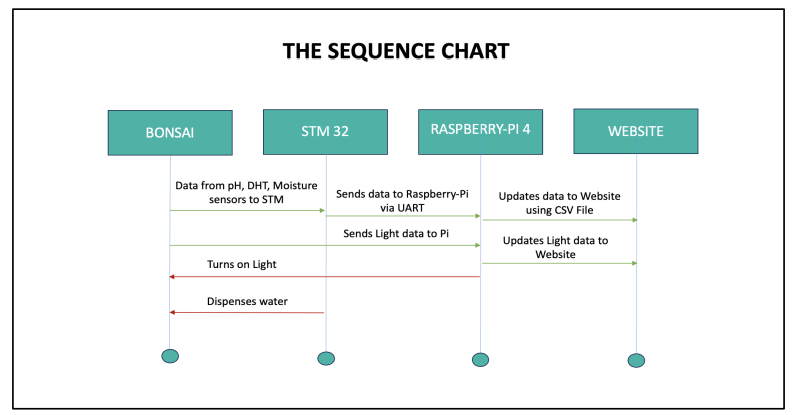 THE SEQUENCE CHART
BONSAI
STM 32
RASPBERRY-PI 4
WEBSITE
Data from pH, DHT, Moisture
sensors to STM
Sends data to Raspberry-Pi
via UART
Updates data to Website
using CSV File
Sends Light data to Pi
Updates Light data to
Website
Turns on Light
Dispenses water